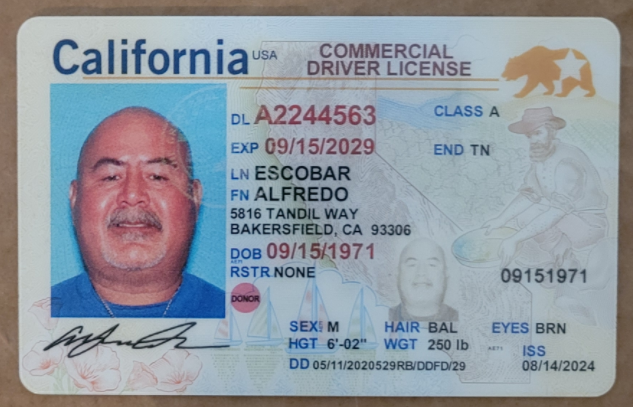 California USA COMMERCIAL
DRIVER LICENSE
DL A2244563 CLASS A
EXP 09/15/2029 END TN
LN ESCOBAR
FN ALFREDO
5816 TANDIL WAY
BAKERSFIELD, CA 93306
DOB 09/15/1971
RSTR NONE 09151971
DONOR
SEX M HAIR BAL EYES BRN
HGT 6'-02" WGT 250 lb ISS
DD 05/11/2020529RB/DDFD/29 08/14/2024